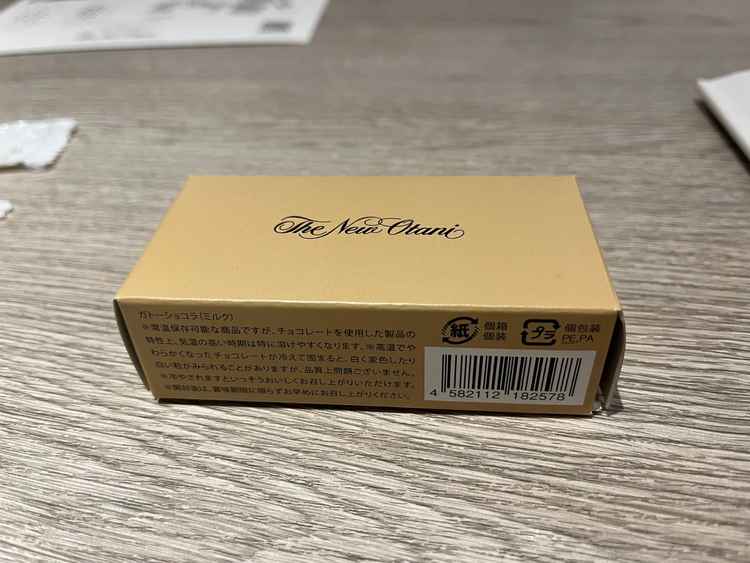 The New Otani
ガトーショコラ(ミルク)
※常温保存可能な商品ですが、チョコレートを使用した製品の
特性上、気温の高い時期は特に溶けやすくなります。※高温でや
わらかくなったチョコレートが冷えて固まると、白く変色したり
白い粒がみられることがありますが、品質上問題ございません。
※冷やされますといっそうおいしくお召し上がりいただけます。
※開封後は、賞味期限に限らずお早めにお召し上がりください。
紙
個箱
個装
プラ
個包装
PE,PA
4 582112 182578